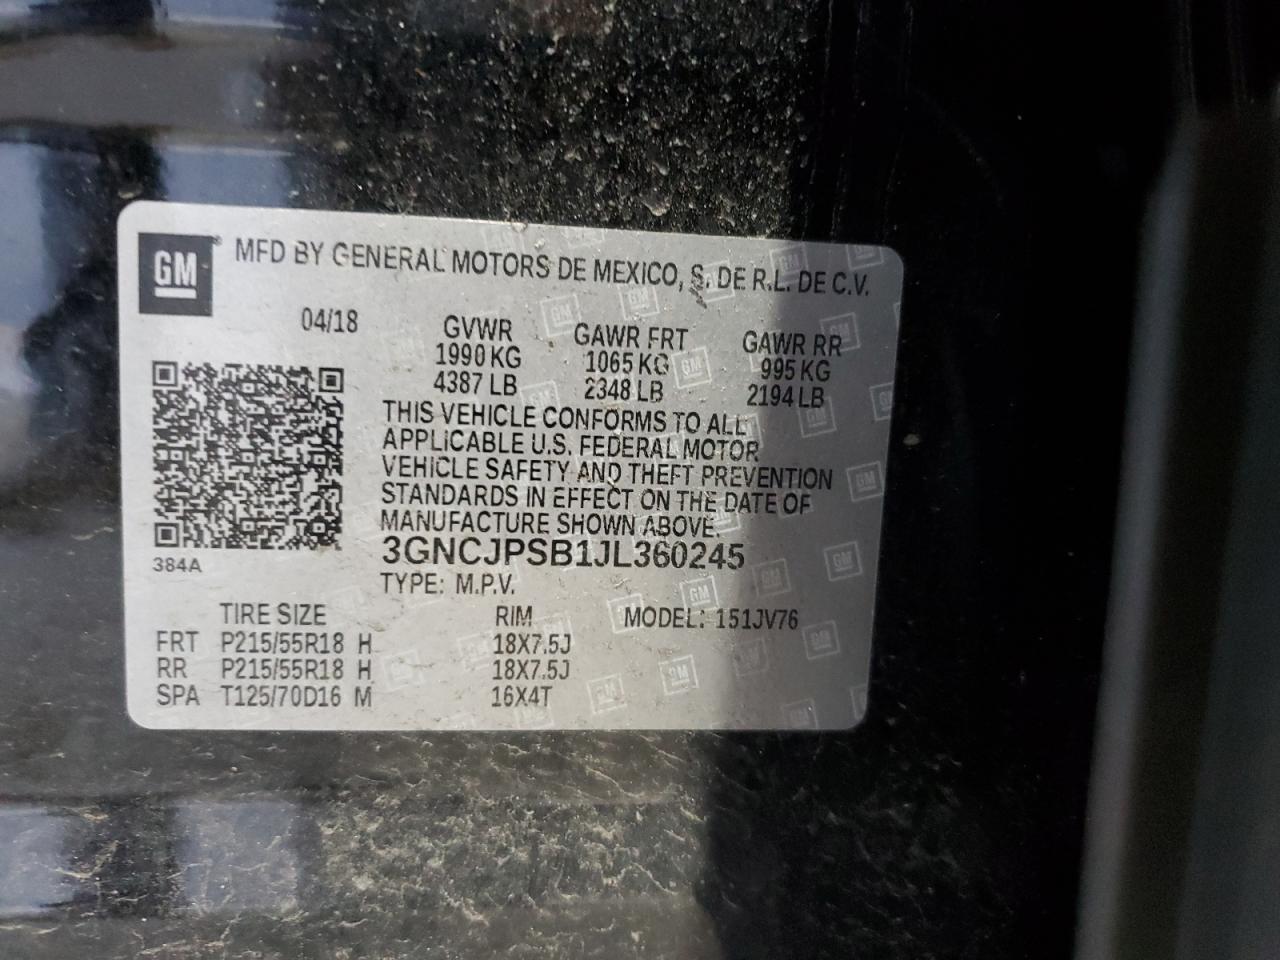 GM ® MFD BY GENERAL MOTORS DE MEXICO, S. DE R.L. DE C.V.
04/18 GVWR GAWR FRT GAWR RR
1990 KG 1065 KG 995 KG
4387 LB 2348 LB 2194 LB
THIS VEHICLE CONFORMS TO ALL
APPLICABLE U.S. FEDERAL MOTOR
VEHICLE SAFETY AND THEFT PREVENTION
STANDARDS IN EFFECT ON THE DATE OF
MANUFACTURE SHOWN ABOVE.
3GNCJPSB1JL360245
384A
TYPE: M.P.V.
TIRE SIZE RIM MODEL: 151JV76
FRT P215/55R18 H 18X7.5J
RR P215/55R18 H 18X7.5J
SPA T125/70D16 M 16X4T